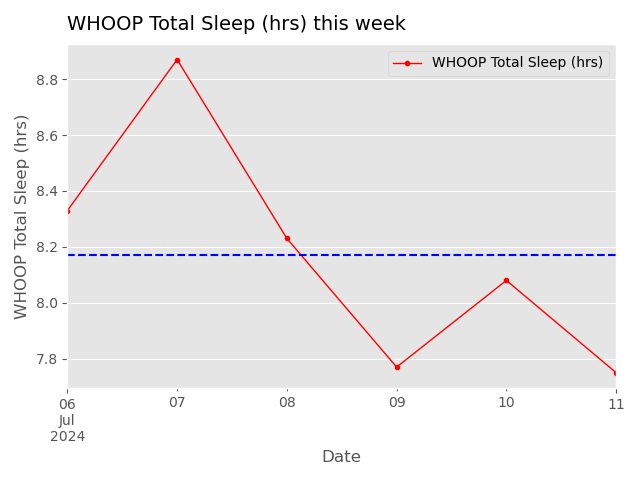 WHOOP Total Sleep (hrs) this week
WHOOP Total Sleep (hrs)
WHOOP Total Sleep (hrs)
8.8
8.6
8.4
8.2
8.0
7.8
06 07 08 09 10 11
Jul
2024
Date